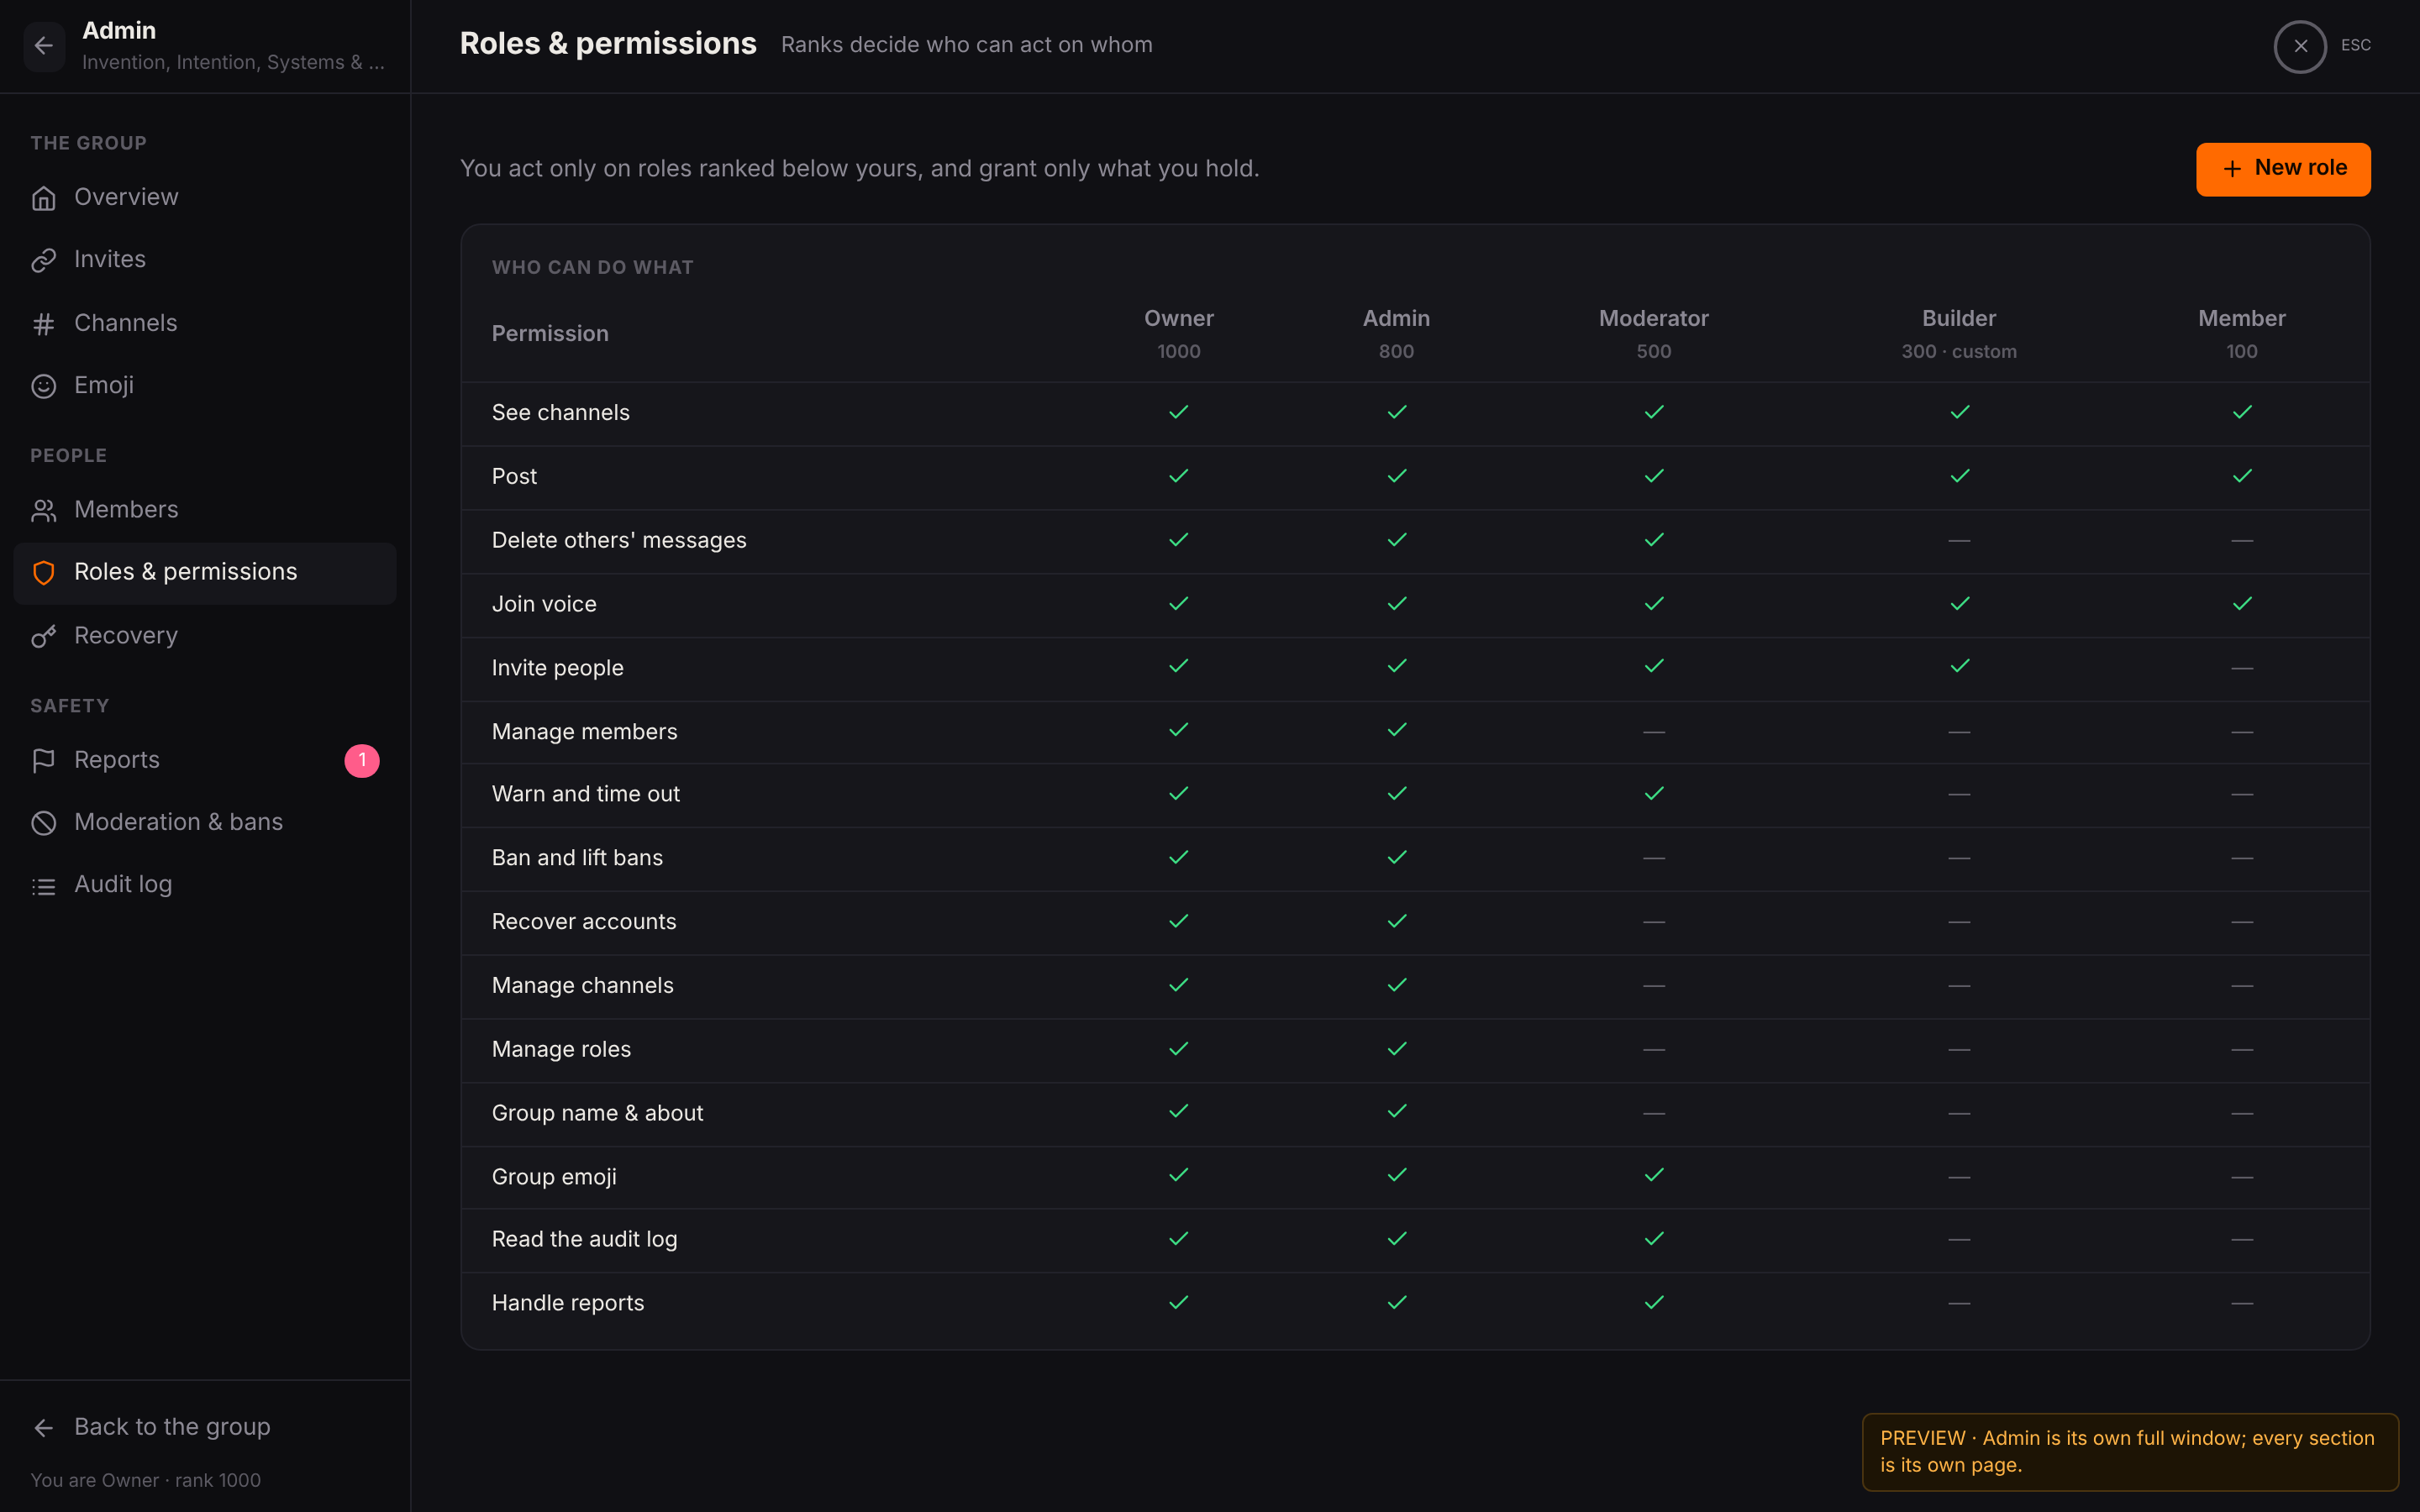 Admin
Invention, Intention, Systems & ...
THE GROUP
Overview
Invites
Channels
Emoji
PEOPLE
Members
Roles & permissions
Recovery
SAFETY
Reports 1
Moderation & bans
Audit log
Back to the group
You are Owner · rank 1000
Roles & permissions Ranks decide who can act on whom
ESC
You act only on roles ranked below yours, and grant only what you hold.
New role
WHO CAN DO WHAT
Permission Owner Admin Moderator Builder Member
1000 800 500 300 · custom 100
See channels ✓ ✓ ✓ ✓ ✓
Post ✓ ✓ ✓ ✓ ✓
Delete others' messages ✓ ✓ ✓ — —
Join voice ✓ ✓ ✓ ✓ ✓
Invite people ✓ ✓ ✓ ✓ —
Manage members ✓ ✓ — — —
Warn and time out ✓ ✓ ✓ — —
Ban and lift bans ✓ ✓ — — —
Recover accounts ✓ ✓ — — —
Manage channels ✓ ✓ — — —
Manage roles ✓ ✓ — — —
Group name & about ✓ ✓ — — —
Group emoji ✓ ✓ ✓ — —
Read the audit log ✓ ✓ ✓ — —
Handle reports ✓ ✓ ✓ — —
PREVIEW · Admin is its own full window; every section
is its own page.